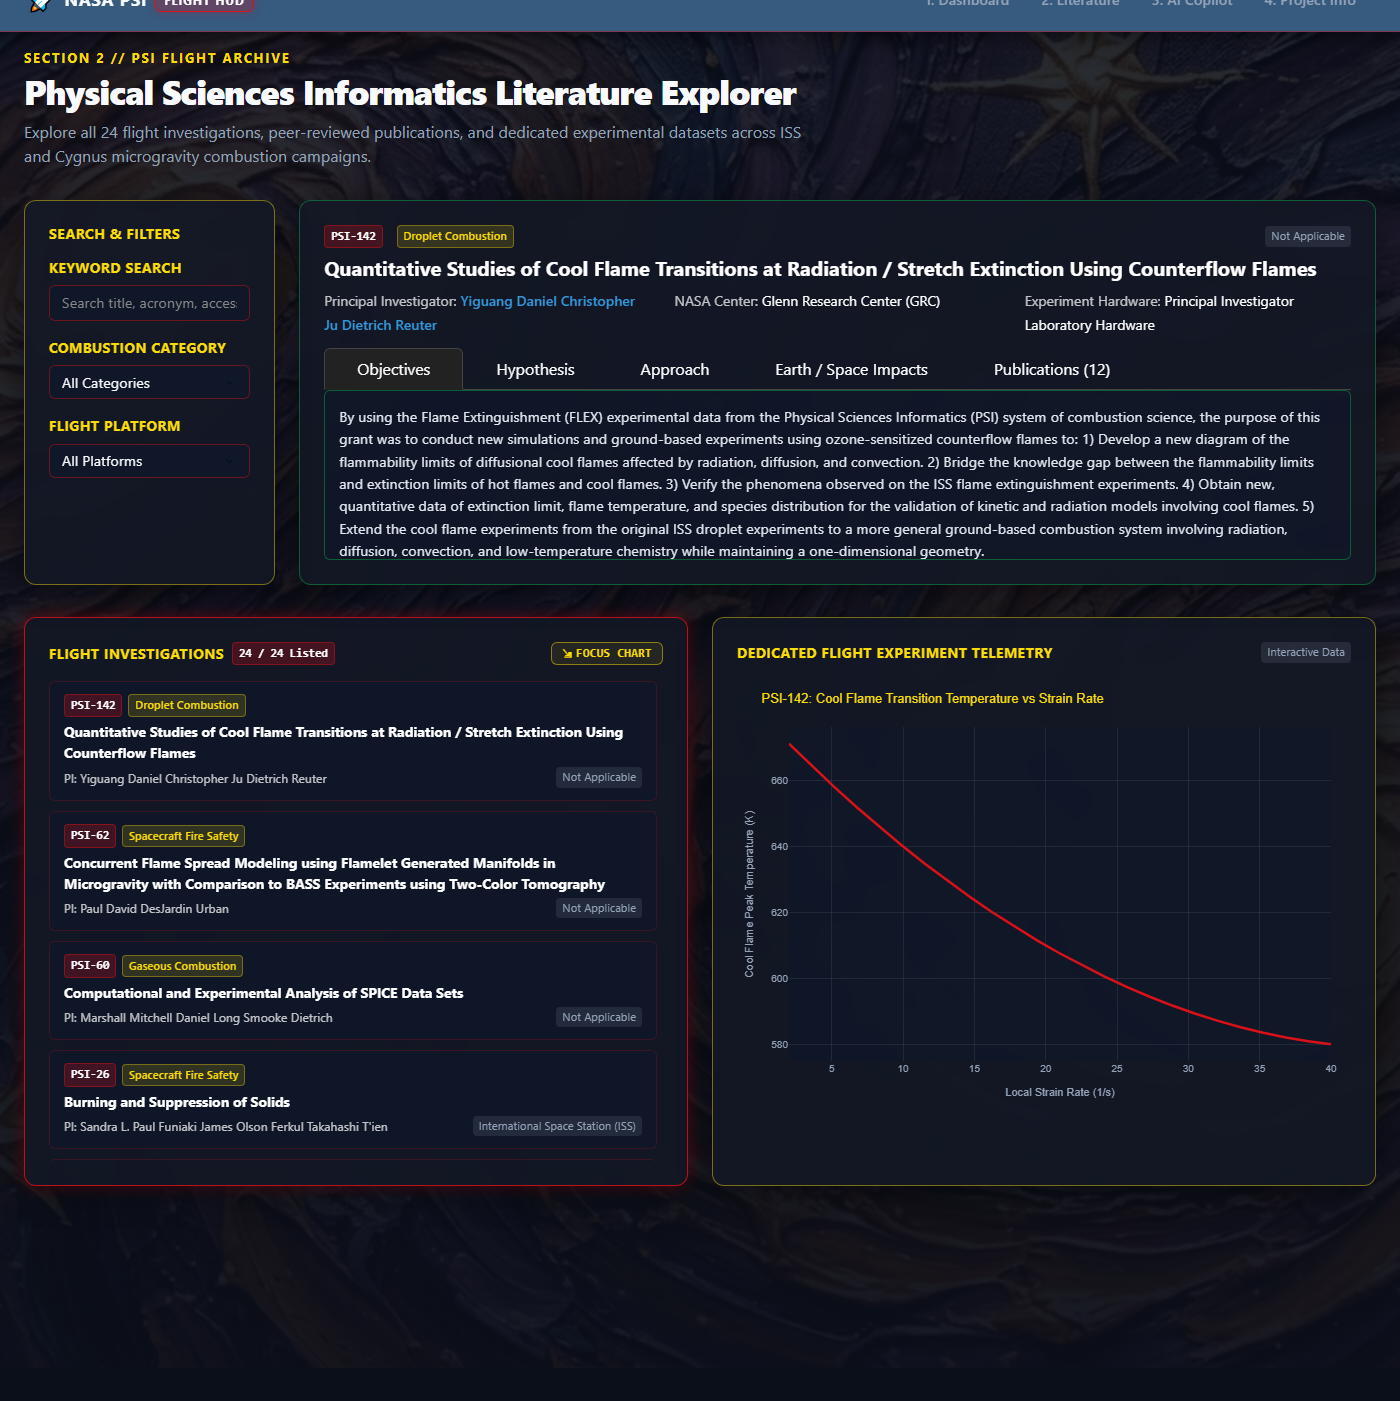 NASA PSI FLIGHT HUD
1. Dashboard 2. Literature 3. AI Copilot 4. Project Info
SECTION 2 // PSI FLIGHT ARCHIVE
Physical Sciences Informatics Literature Explorer
Explore all 24 flight investigations, peer-reviewed publications, and dedicated experimental datasets across ISS
and Cygnus microgravity combustion campaigns.
SEARCH & FILTERS
KEYWORD SEARCH
Search title, acronym, acces
COMBUSTION CATEGORY
All Categories
FLIGHT PLATFORM
All Platforms
PSI-142 Droplet Combustion Not Applicable
Quantitative Studies of Cool Flame Transitions at Radiation / Stretch Extinction Using Counterflow Flames
Principal Investigator: Yiguang Daniel Christopher
Ju Dietrich Reuter
NASA Center: Glenn Research Center (GRC)
Experiment Hardware: Principal Investigator
Laboratory Hardware
Objectives Hypothesis Approach Earth / Space Impacts Publications (12)
By using the Flame Extinguishment (FLEX) experimental data from the Physical Sciences Informatics (PSI) system of combustion science, the purpose of this
grant was to conduct new simulations and ground-based experiments using ozone-sensitized counterflow flames to: 1) Develop a new diagram of the
flammability limits of diffusional cool flames affected by radiation, diffusion, and convection. 2) Bridge the knowledge gap between the flammability limits
and extinction limits of hot flames and cool flames. 3) Verify the phenomena observed on the ISS flame extinguishment experiments. 4) Obtain new,
quantitative data of extinction limit, flame temperature, and species distribution for the validation of kinetic and radiation models involving cool flames. 5)
Extend the cool flame experiments from the original ISS droplet experiments to a more general ground-based combustion system involving radiation,
diffusion, convection, and low-temperature chemistry while maintaining a one-dimensional geometry.
FLIGHT INVESTIGATIONS 24 / 24 Listed FOCUS CHART
PSI-142 Droplet Combustion
Quantitative Studies of Cool Flame Transitions at Radiation / Stretch Extinction Using
Counterflow Flames
PI: Yiguang Daniel Christopher Ju Dietrich Reuter Not Applicable
PSI-62 Spacecraft Fire Safety
Concurrent Flame Spread Modeling using Flamelet Generated Manifolds in
Microgravity with Comparison to BASS Experiments using Two-Color Tomography
PI: Paul David DesJardin Urban Not Applicable
PSI-60 Gaseous Combustion
Computational and Experimental Analysis of SPICE Data Sets
PI: Marshall Mitchell Daniel Long Smooke Dietrich Not Applicable
PSI-26 Spacecraft Fire Safety
Burning and Suppression of Solids
PI: Sandra L. Paul Funiaki James Olson Ferkul Takahashi T'ien International Space Station (ISS)
DEDICATED FLIGHT EXPERIMENT TELEMETRY Interactive Data
PSI-142: Cool Flame Transition Temperature vs Strain Rate
Cool Flame Peak Temperature (K)
660
640
620
600
580
5 10 15 20 25 30 35 40
Local Strain Rate (1/s)